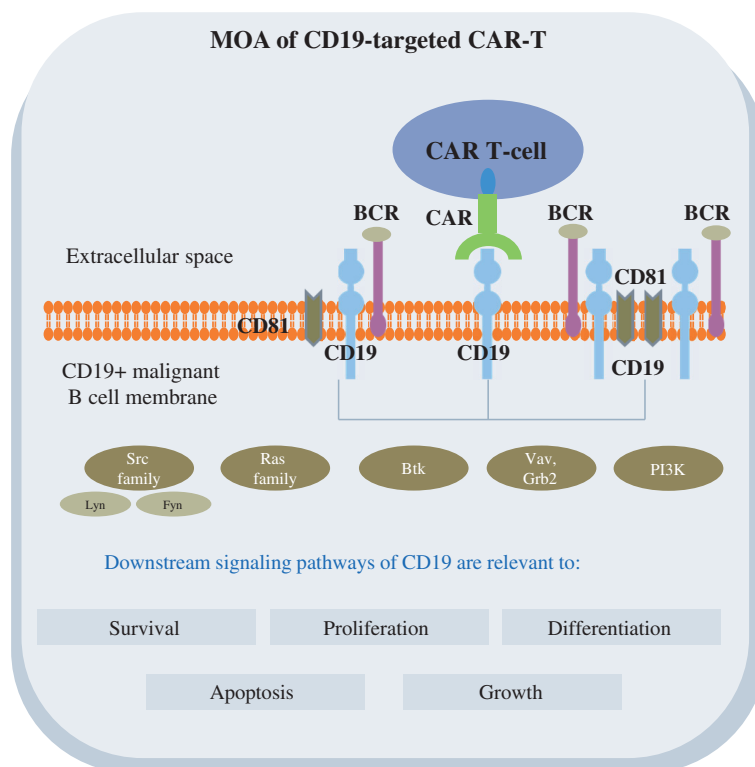 MOA of CD19-targeted CAR-T
CAR T-cell
BCR
CAR
BCR
BCR
Extracellular space
CD81
CD81
CD19
CD19
CD19
CD19+ malignant
B cell membrane
Src
family
Ras
family
Btk
Vav,
Grb2
PI3K
Lyn
Fyn
Downstream signaling pathways of CD19 are relevant to:
Survival
Proliferation
Differentiation
Apoptosis
Growth